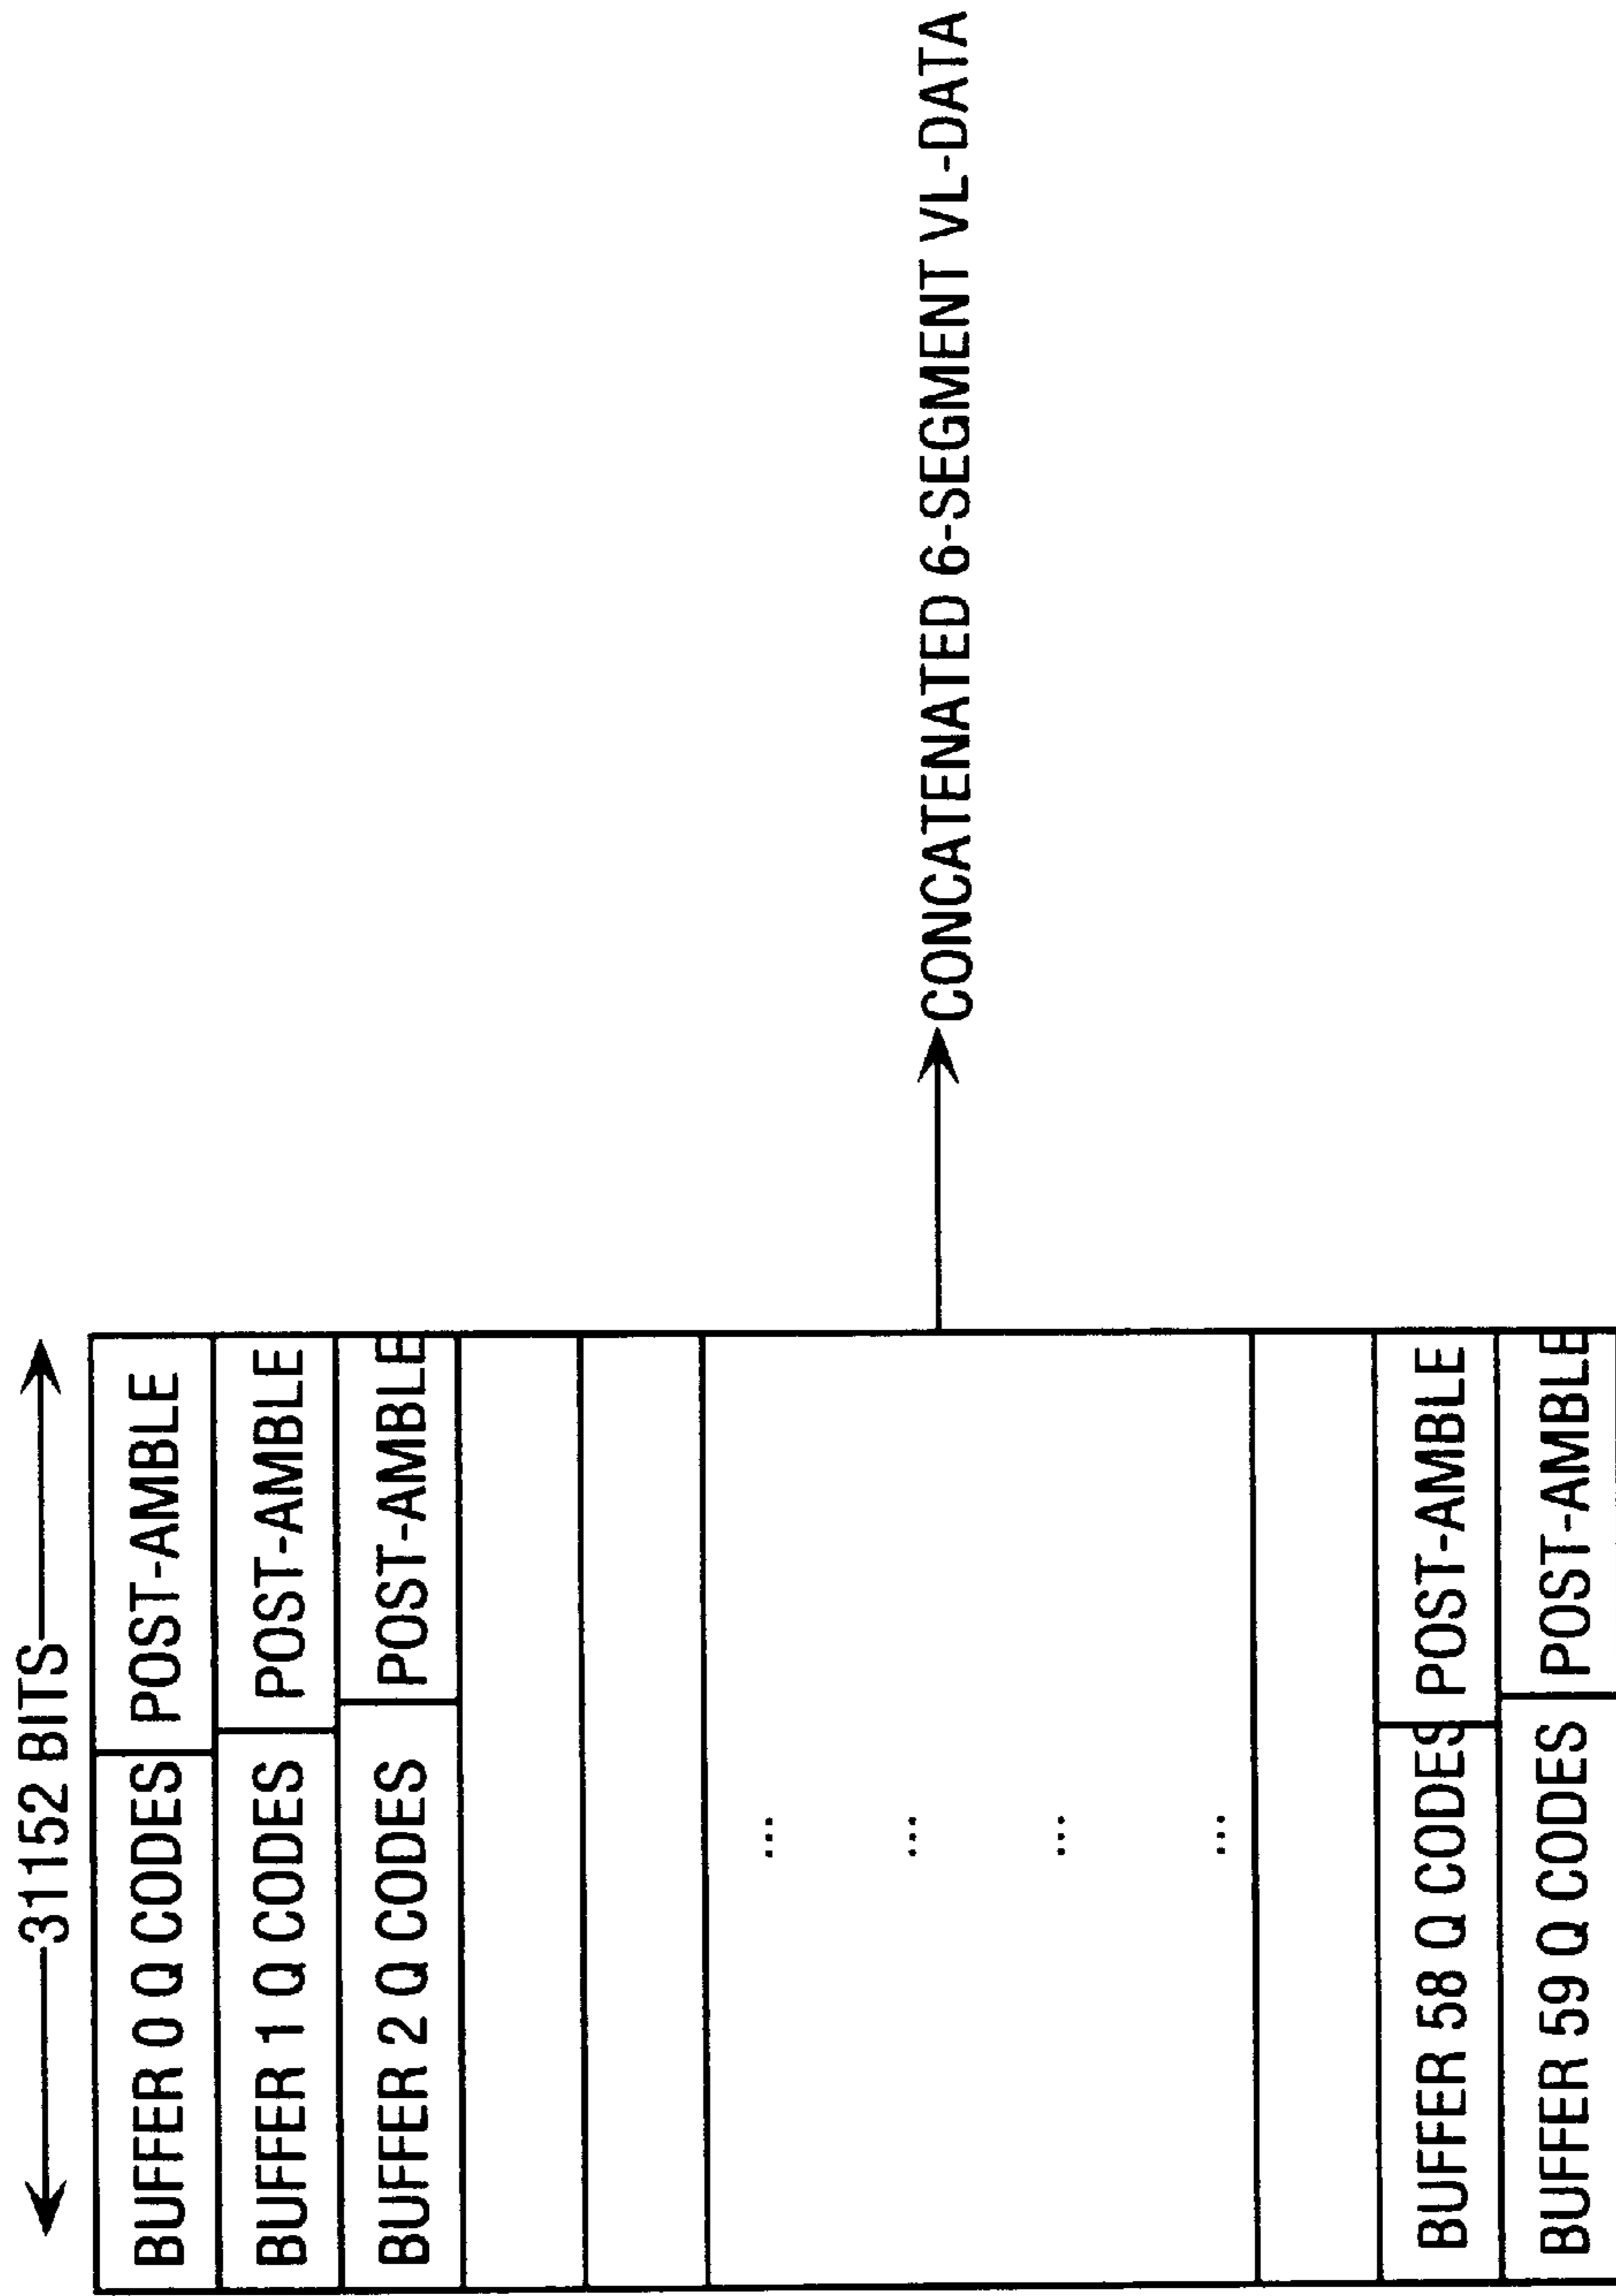 31152 BITS
BUFFER 0 Q CODES POST-AMBLE
BUFFER 1 Q CODES POST-AMBLE
BUFFER 2 Q CODES POST-AMBLE
...
...
...
...
BUFFER 58 Q CODES POST-AMBLE
BUFFER 59 Q CODES POST-AMBLE
CONCATENATED 6-SEGMENT VL-DATA